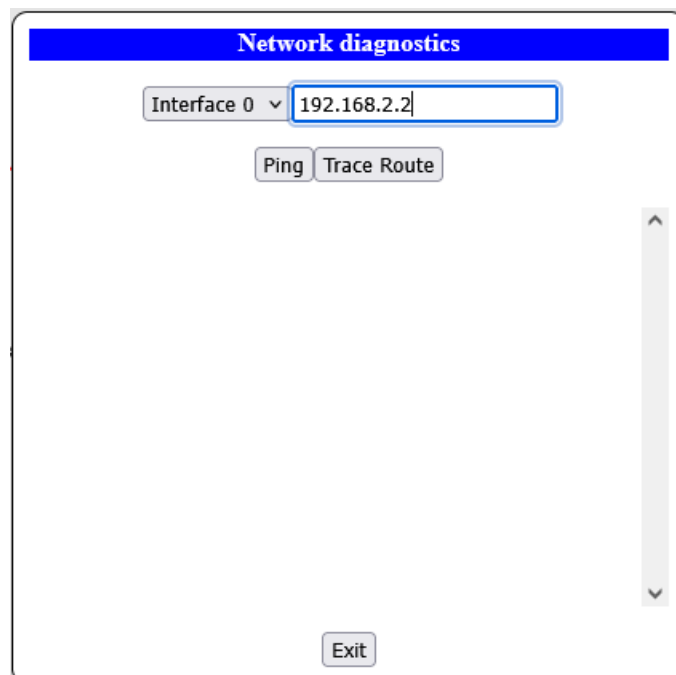 Network diagnostics
Interface 0 192.168.2.2
Ping Trace Route
Exit